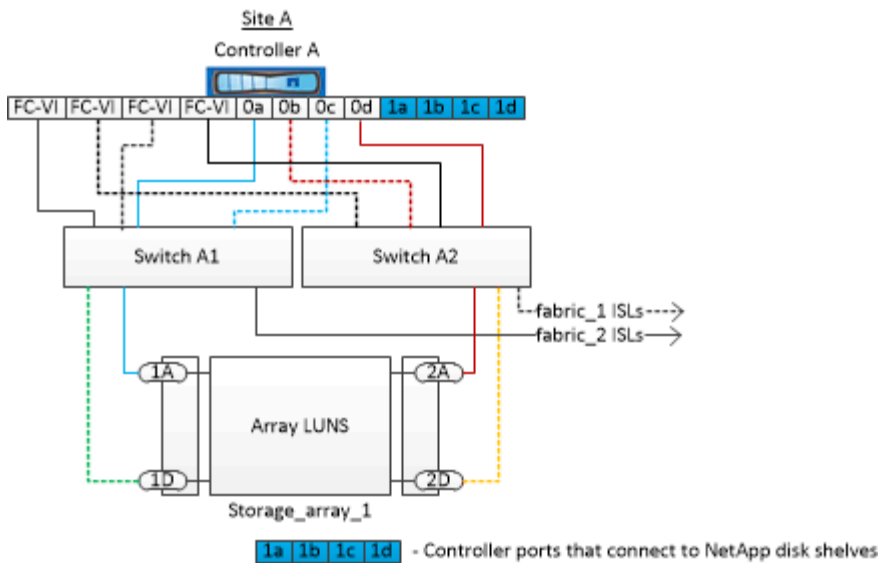 Site A
Controller A
FC-VI FC-VI FC-VI FC-VI 0a 0b 0c 0d 1a 1b 1c 1d
Switch A1 Switch A2
fabric_1 ISLs
fabric_2 ISLs
1A 2A
Array LUNS
1D 2D
Storage_array_1
1a 1b 1c 1d - Controller ports that connect to NetApp disk shelves